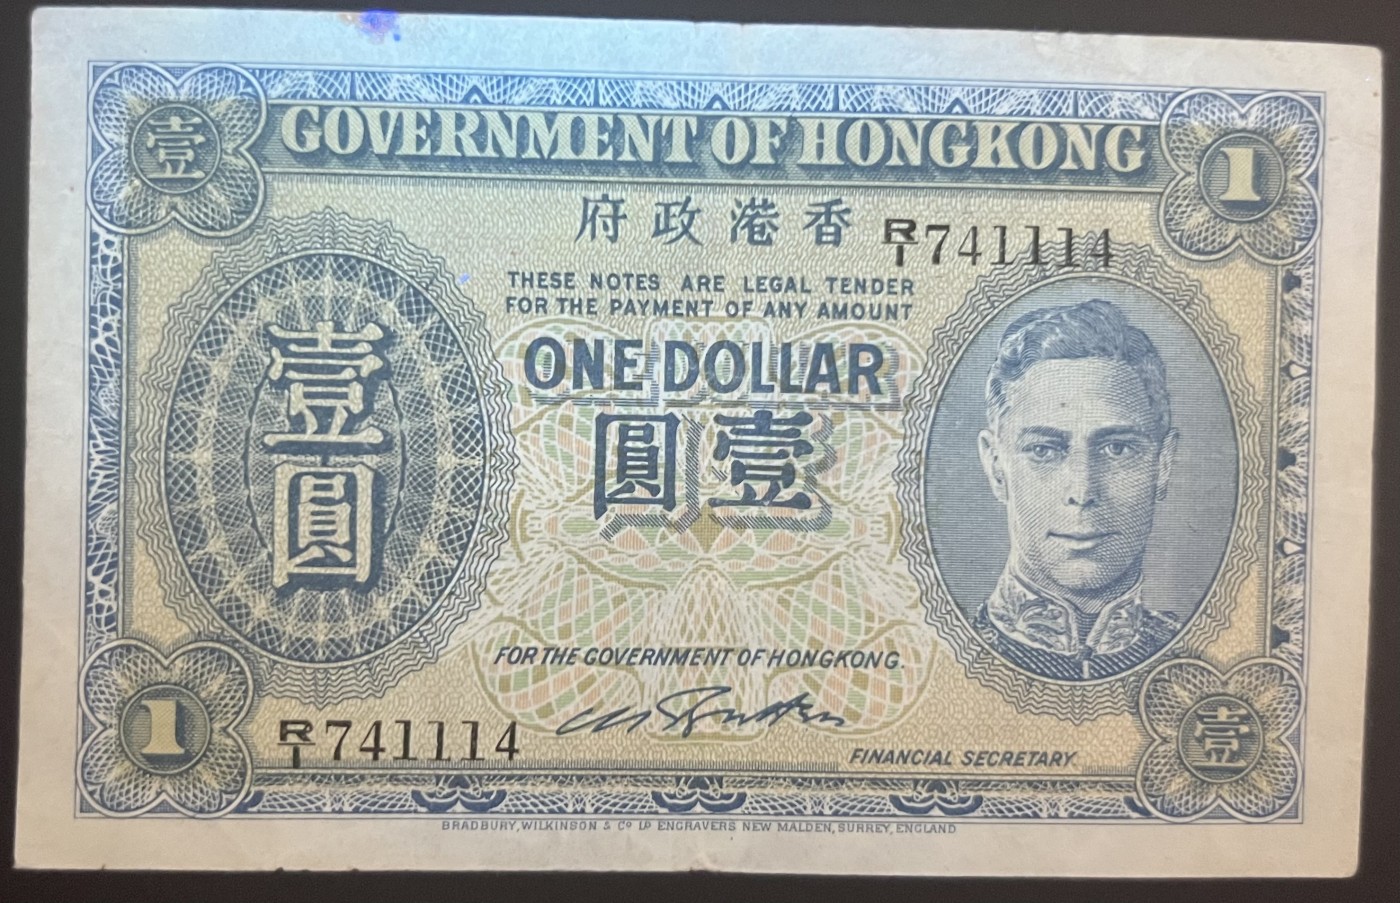 壹
GOVERNMENT OF HONGKONG
1
府政港香
R/1 741114
THESE NOTES ARE LEGAL TENDER
FOR THE PAYMENT OF ANY AMOUNT
ONE DOLLAR
圓壹
壹圓
FOR THE GOVERNMENT OF HONGKONG.
1
R/1 741114
FINANCIAL SECRETARY
壹
BRADBURY, WILKINSON & Co. Ld. ENGRAVERS NEW MALDEN, SURREY, ENGLAND